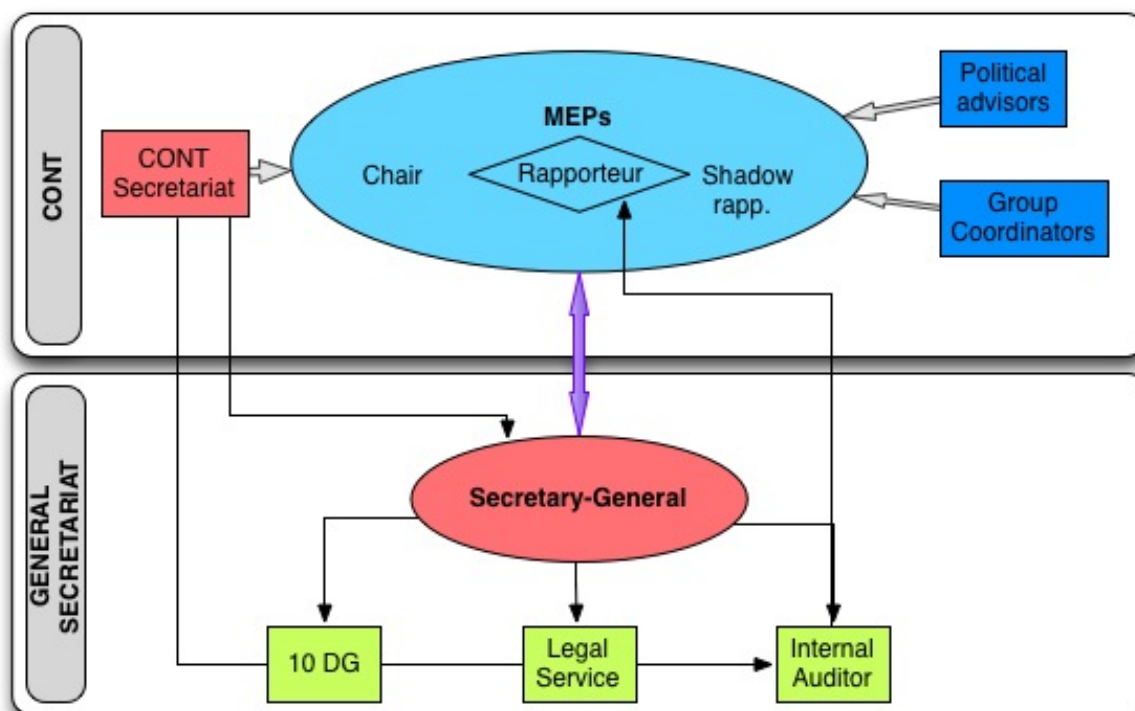 CONT
CONT
Secretariat
MEPs
Chair
Rapporteur
Shadow
rapp.
Political
advisors
Group
Coordinators
GENERAL
SECRETARIAT
Secretary-General
10 DG
Legal
Service
Internal
Auditor